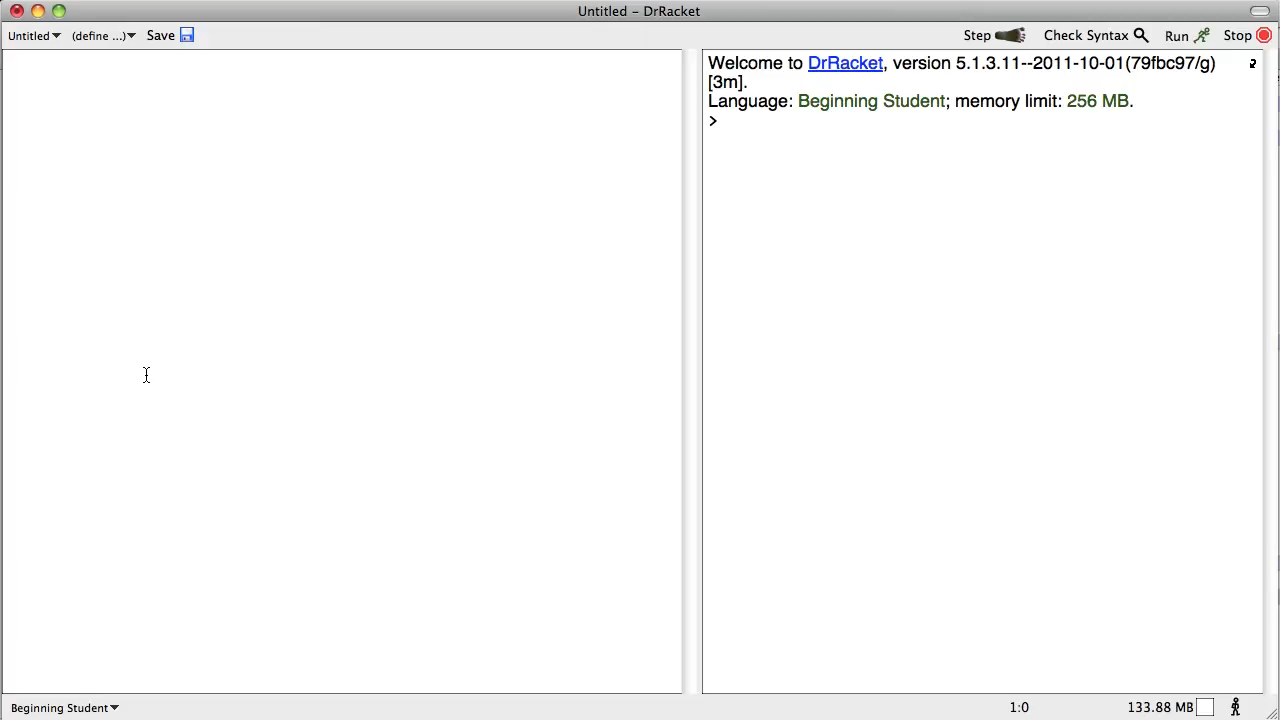 Untitled – DrRacket
Untitled (define ...) Save Step Check Syntax Run Stop
Welcome to DrRacket, version 5.1.3.11--2011-10-01(79fbc97/g)
[3m].
Language: Beginning Student; memory limit: 256 MB.
>
Beginning Student 1:0 133.88 MB